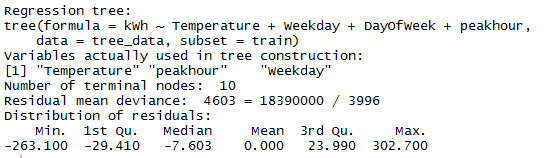 Regression tree:
tree(formula = kWh ~ Temperature + Weekday + DayOfWeek + peakhour,
    data = tree_data, subset = train)
Variables actually used in tree construction:
[1] "Temperature" "peakhour"    "Weekday"
Number of terminal nodes:  10
Residual mean deviance:  4603 = 18390000 / 3996
Distribution of residuals:
    Min.  1st Qu.   Median     Mean  3rd Qu.     Max.
-263.100  -29.410   -7.603    0.000   23.990  302.700